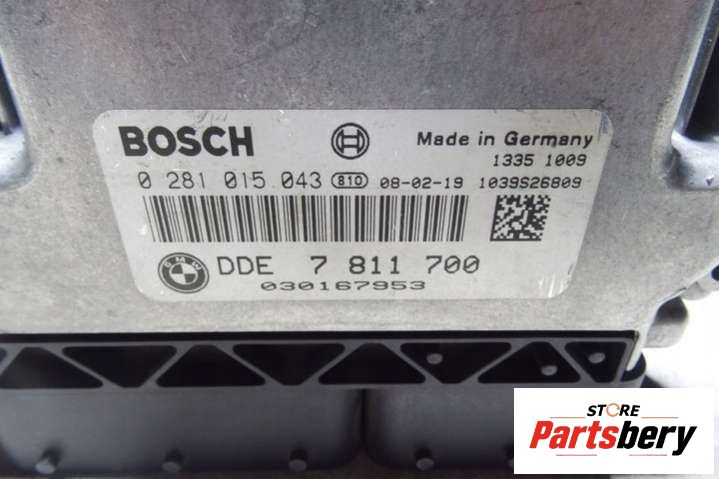 BOSCH
Made in Germany
1335 1009
0 281 015 043 810 08-02-19 1039S26809
BMW DDE 7 811 700
030167953
STORE
Partsbery